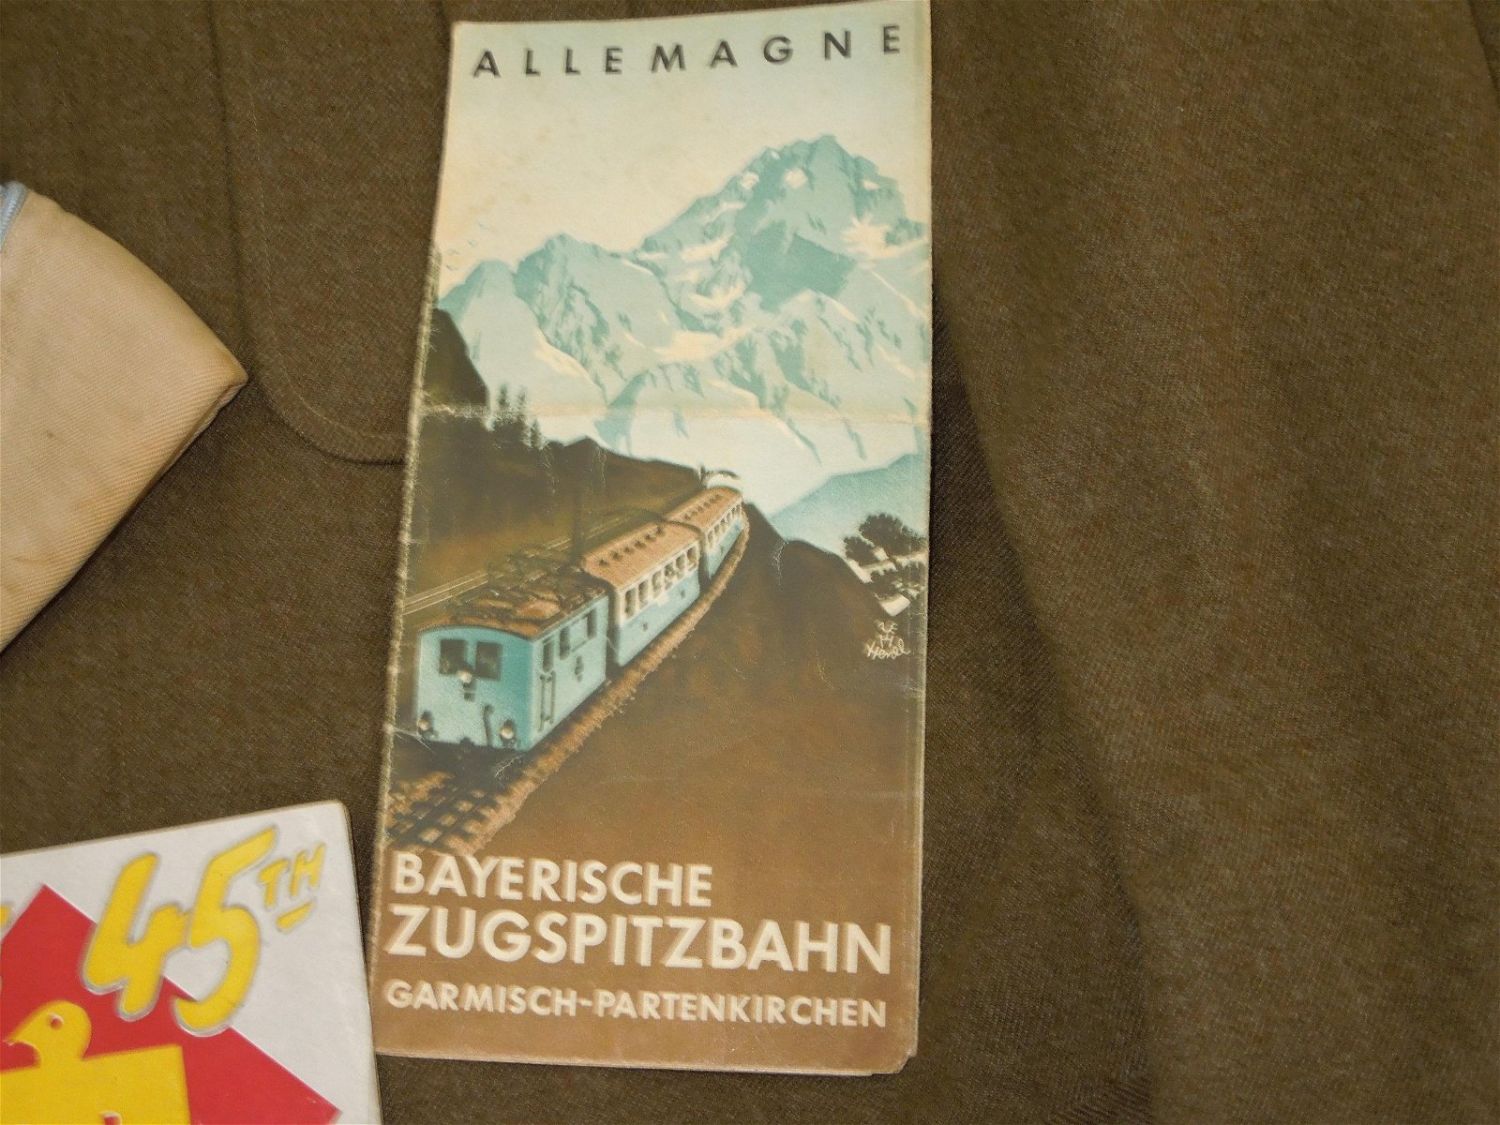 ALLEMAGNE
BAYERISCHE
ZUGSPITZBAHN
GARMISCH-PARTENKIRCHEN
45TH